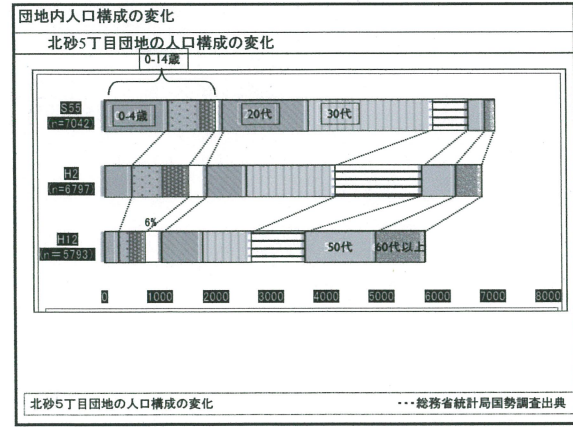 団地内人口構成の変化
北砂5丁目団地の人口構成の変化
0-14歳
S55
(n=7042)
0-4歳
20代
30代
H2
(n=6797)
6%
H12
(n=5793)
50代
60代以上
0 1000 2000 3000 4000 5000 6000 7000 8000
北砂5丁目団地の人口構成の変化
･･･総務省統計局国勢調査出典